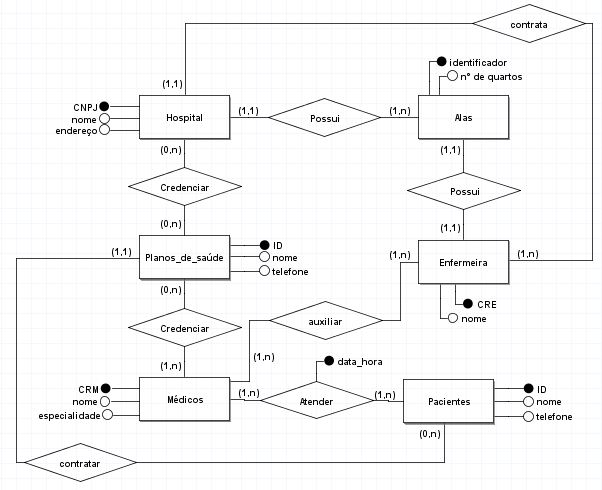 contrata
identificador
n° de quartos
(1,1)
CNPJ
nome
endereço
Hospital
(1,1)
Possui
(1,n)
Alas
(0,n)
(1,1)
Credenciar
Possui
(0,n)
(1,1)
(1,1)
Planos_de_saúde
ID
nome
telefone
(1,n)
Enfermeira
(1,n)
(0,n)
CRE
nome
Credenciar
auxiliar
(1,n)
(1,n)
data_hora
CRM
nome
especialidade
Médicos
(1,n)
Atender
(1,n)
Pacientes
ID
nome
telefone
(0,n)
contratar